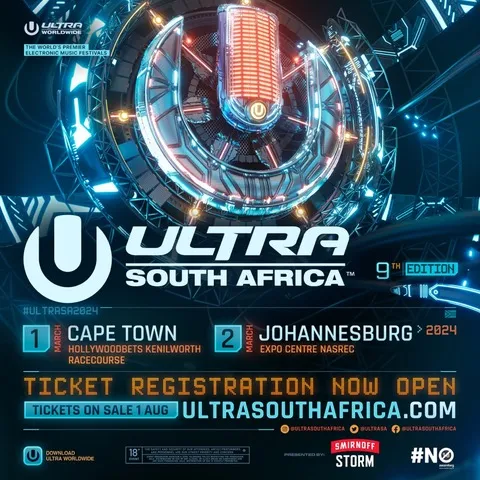 ULTRA
WORLDWIDE
THE WORLD'S PREMIER
ELECTRONIC MUSIC FESTIVALS
ULTRA
SOUTH AFRICA™
9TH EDITION
#ULTRASA2024
1 MARCH CAPE TOWN
HOLLYWOODBETS KENILWORTH
RACECOURSE
2 MARCH JOHANNESBURG > 2024
EXPO CENTRE NASREC
TICKET REGISTRATION NOW OPEN
TICKETS ON SALE 1 AUG ULTRASOUTHAFRICA.COM
@ULTRASOUTHAFRICA @ULTRASA /ULTRASOUTHAFRICA
DOWNLOAD
ULTRA WORLDWIDE
18+
PRESENTED BY:
SMIRNOFF
STORM
#NO